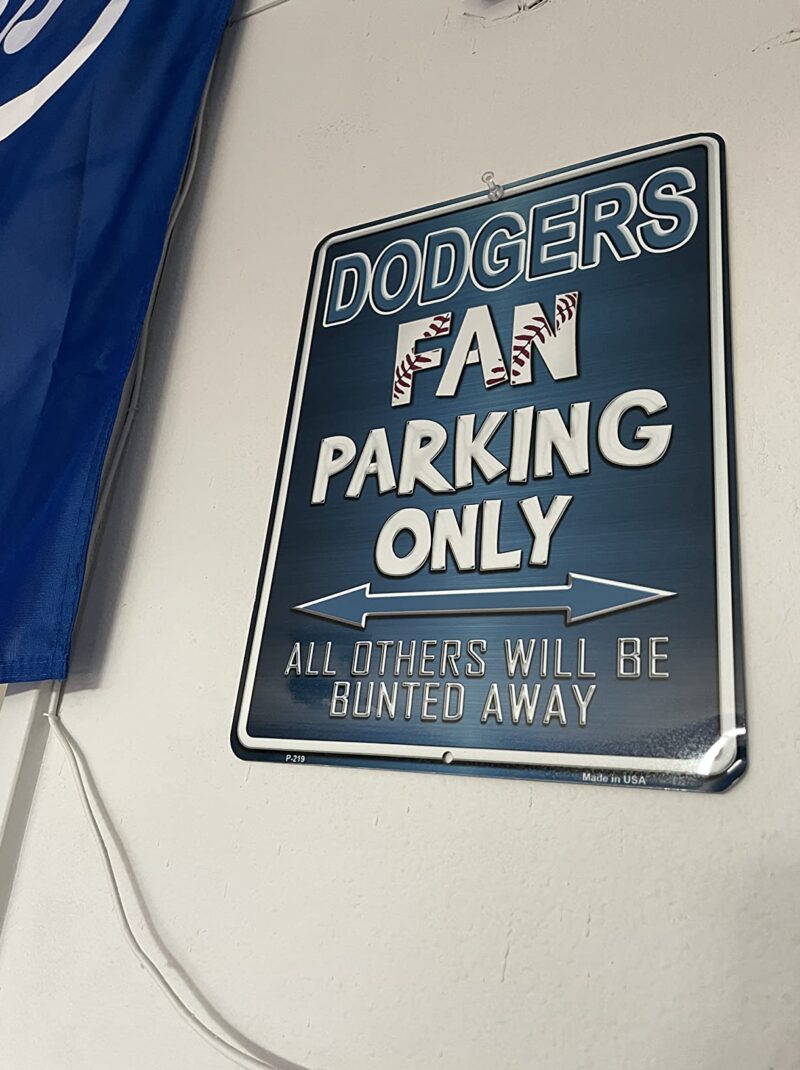 DODGERS
FAN
PARKING
ONLY
ALL OTHERS WILL BE
BUNTED AWAY
P-219
Made in USA